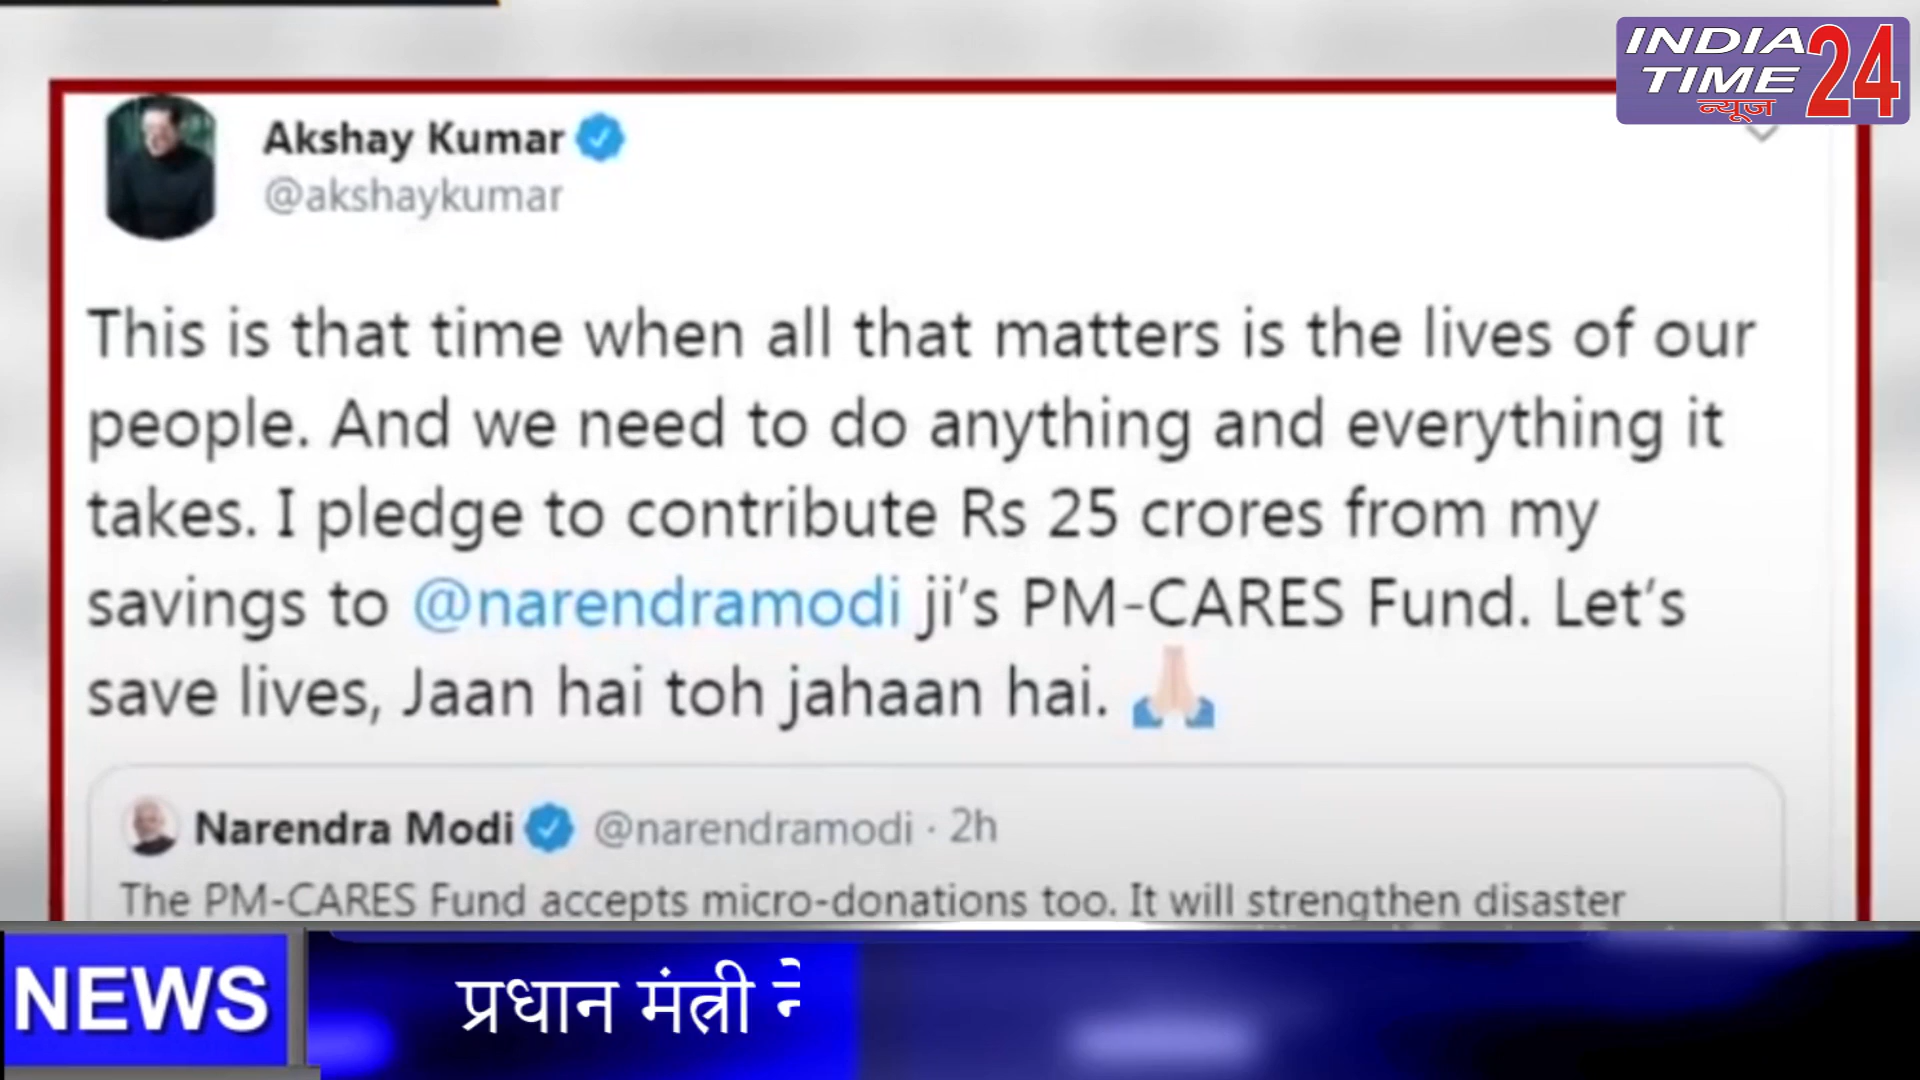 INDIA
TIME 24
न्यूज
Akshay Kumar
@akshaykumar
This is that time when all that matters is the lives of our
people. And we need to do anything and everything it
takes. I pledge to contribute Rs 25 crores from my
savings to @narendramodi ji's PM-CARES Fund. Let's
save lives, Jaan hai toh jahaan hai. 🙏🏻
Narendra Modi @narendramodi · 2h
The PM-CARES Fund accepts micro-donations too. It will strengthen disaster
NEWS प्रधान मंत्री ने